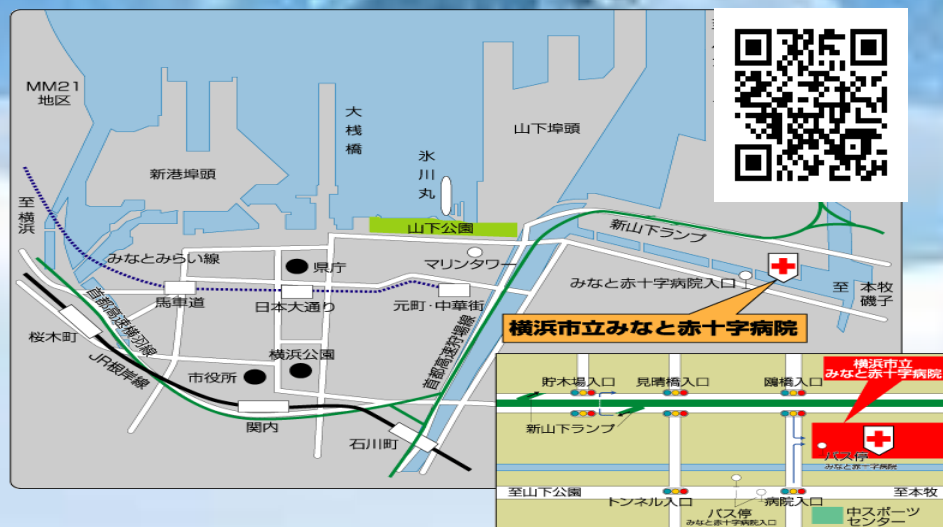 MM21
地区
至横浜
新港埠頭
大桟橋
氷川丸
山下埠頭
山下公園
新山下ランプ
みなとみらい線
県庁
マリンタワー
みなと赤十字病院入口
至 本牧
磯子
馬車道
日本大通り
元町・中華街
首都高速横羽線
首都高速狩場線
横浜市立みなと赤十字病院
桜木町
JR根岸線
横浜公園
市役所
関内
石川町
横浜市立
みなと赤十字病院
貯木場入口
見晴橋入口
鴎橋入口
新山下ランプ
バス停
みなと赤十字病院
至山下公園
トンネル入口
バス停
みなと赤十字病院入口
病院入口
至本牧
中スポーツ
センター